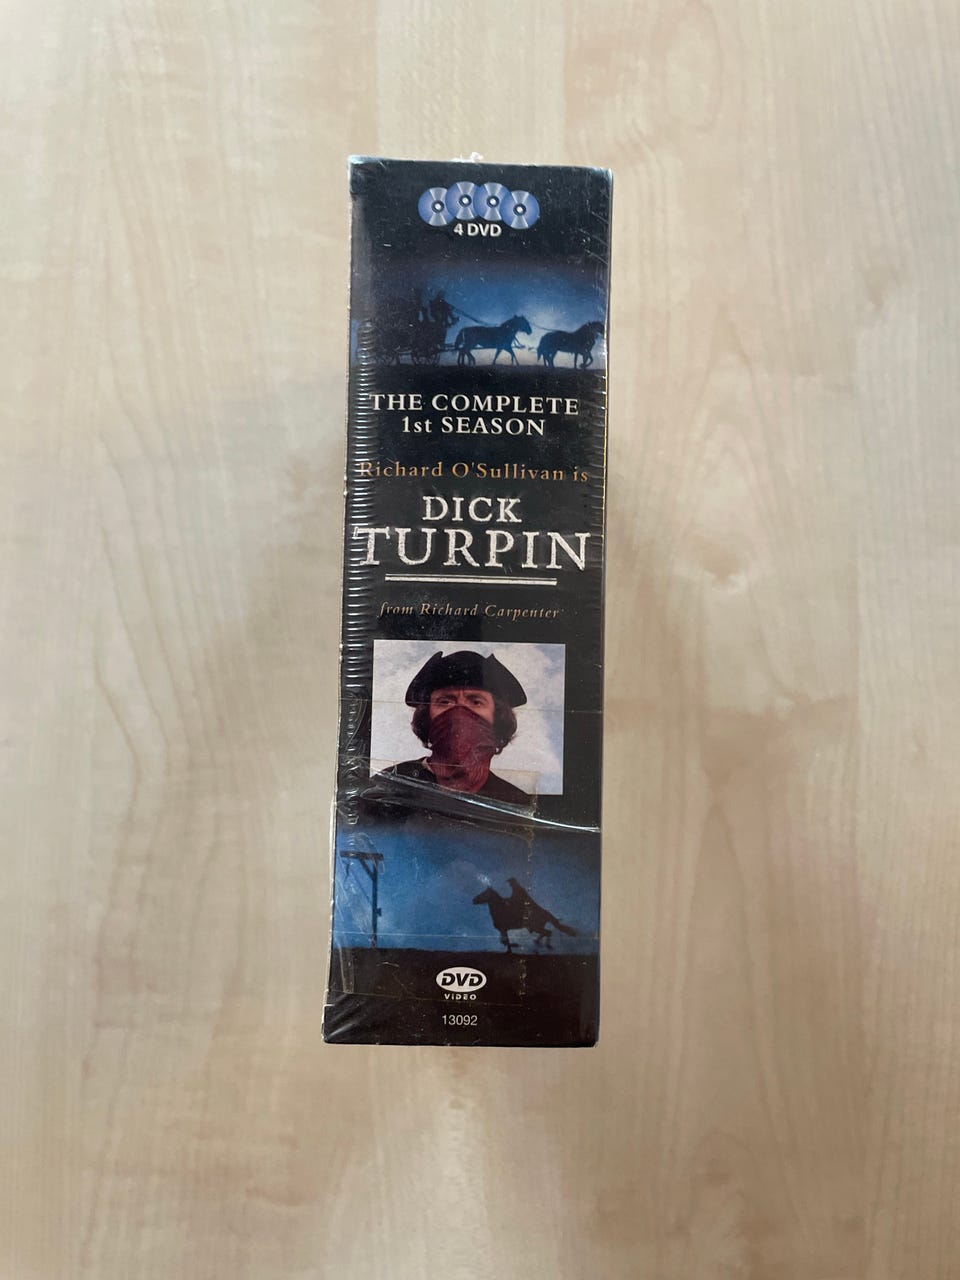 4 DVD
THE COMPLETE
1st SEASON
Richard O'Sullivan is
DICK
TURPIN
from Richard Carpenter
DVD
VIDEO
13092